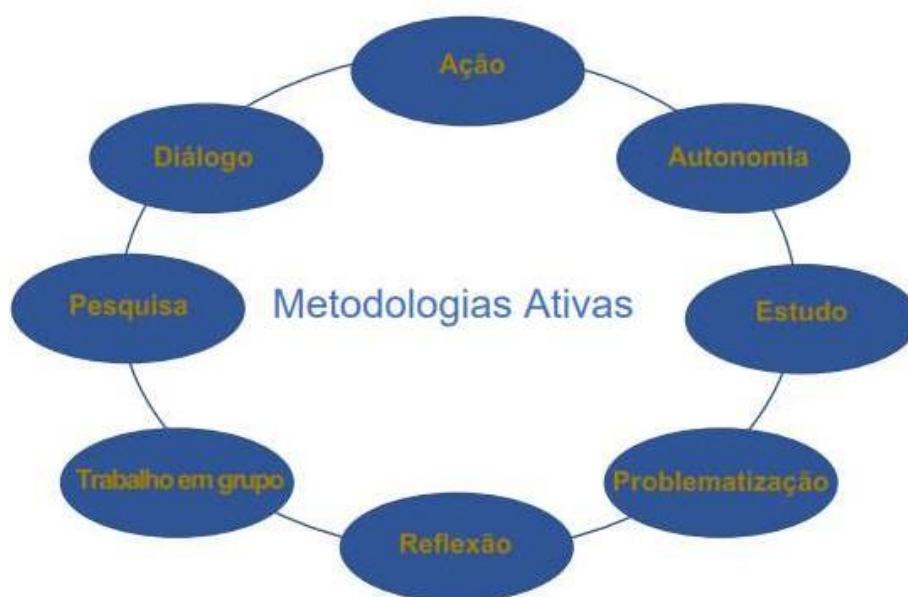 Ação
Diálogo
Autonomia
Pesquisa
Metodologias Ativas
Estudo
Trabalho em grupo
Problematização
Reflexão